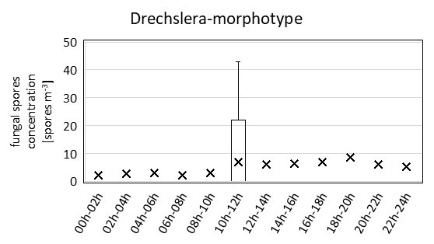 Drechslera-morphotype
fungal spores
concentration
[spores m⁻³]
50
40
30
20
10
0
00h-02h
02h-04h
04h-06h
06h-08h
08h-10h
10h-12h
12h-14h
14h-16h
16h-18h
18h-20h
20h-22h
22h-24h